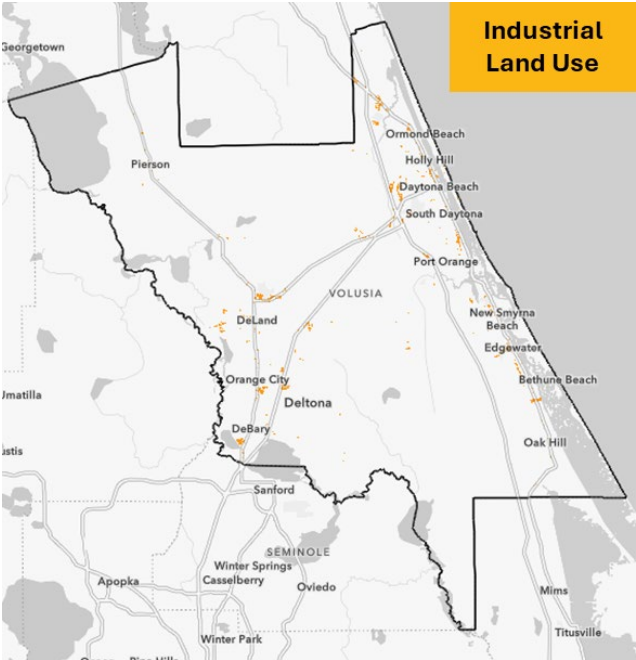 Industrial
Land Use
Georgetown
Ormond Beach
Pierson
Holly Hill
Daytona Beach
South Daytona
Port Orange
VOLUSIA
DeLand
New Smyrna
Beach
Edgewater
Orange City
Bethune Beach
Umatilla
Deltona
DeBary
Oak Hill
ustis
Sanford
SEMINOLE
Winter Springs
Apopka
Casselberry
Oviedo
Mims
Winter Park
Titusville